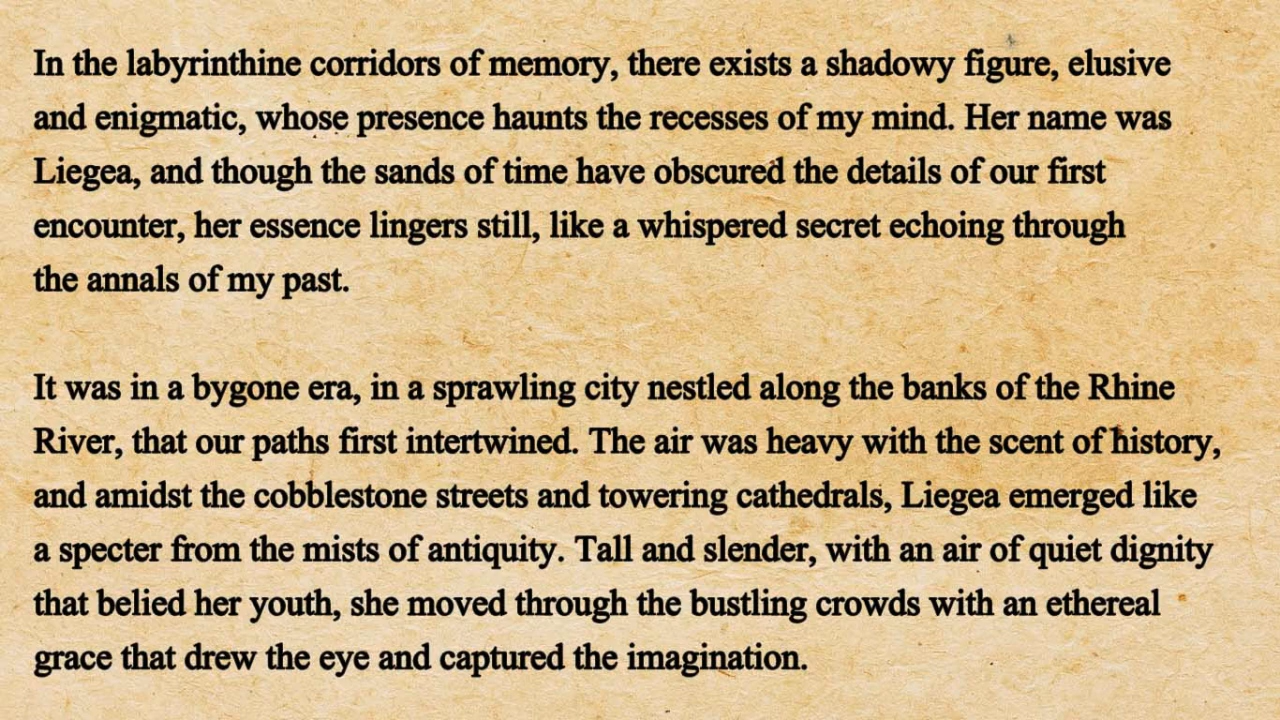 In the labyrinthine corridors of memory, there exists a shadowy figure, elusive
and enigmatic, whose presence haunts the recesses of my mind. Her name was
Liegea, and though the sands of time have obscured the details of our first
encounter, her essence lingers still, like a whispered secret echoing through
the annals of my past.
It was in a bygone era, in a sprawling city nestled along the banks of the Rhine
River, that our paths first intertwined. The air was heavy with the scent of history,
and amidst the cobblestone streets and towering cathedrals, Liegea emerged like
a specter from the mists of antiquity. Tall and slender, with an air of quiet dignity
that belied her youth, she moved through the bustling crowds with an ethereal
grace that drew the eye and captured the imagination.